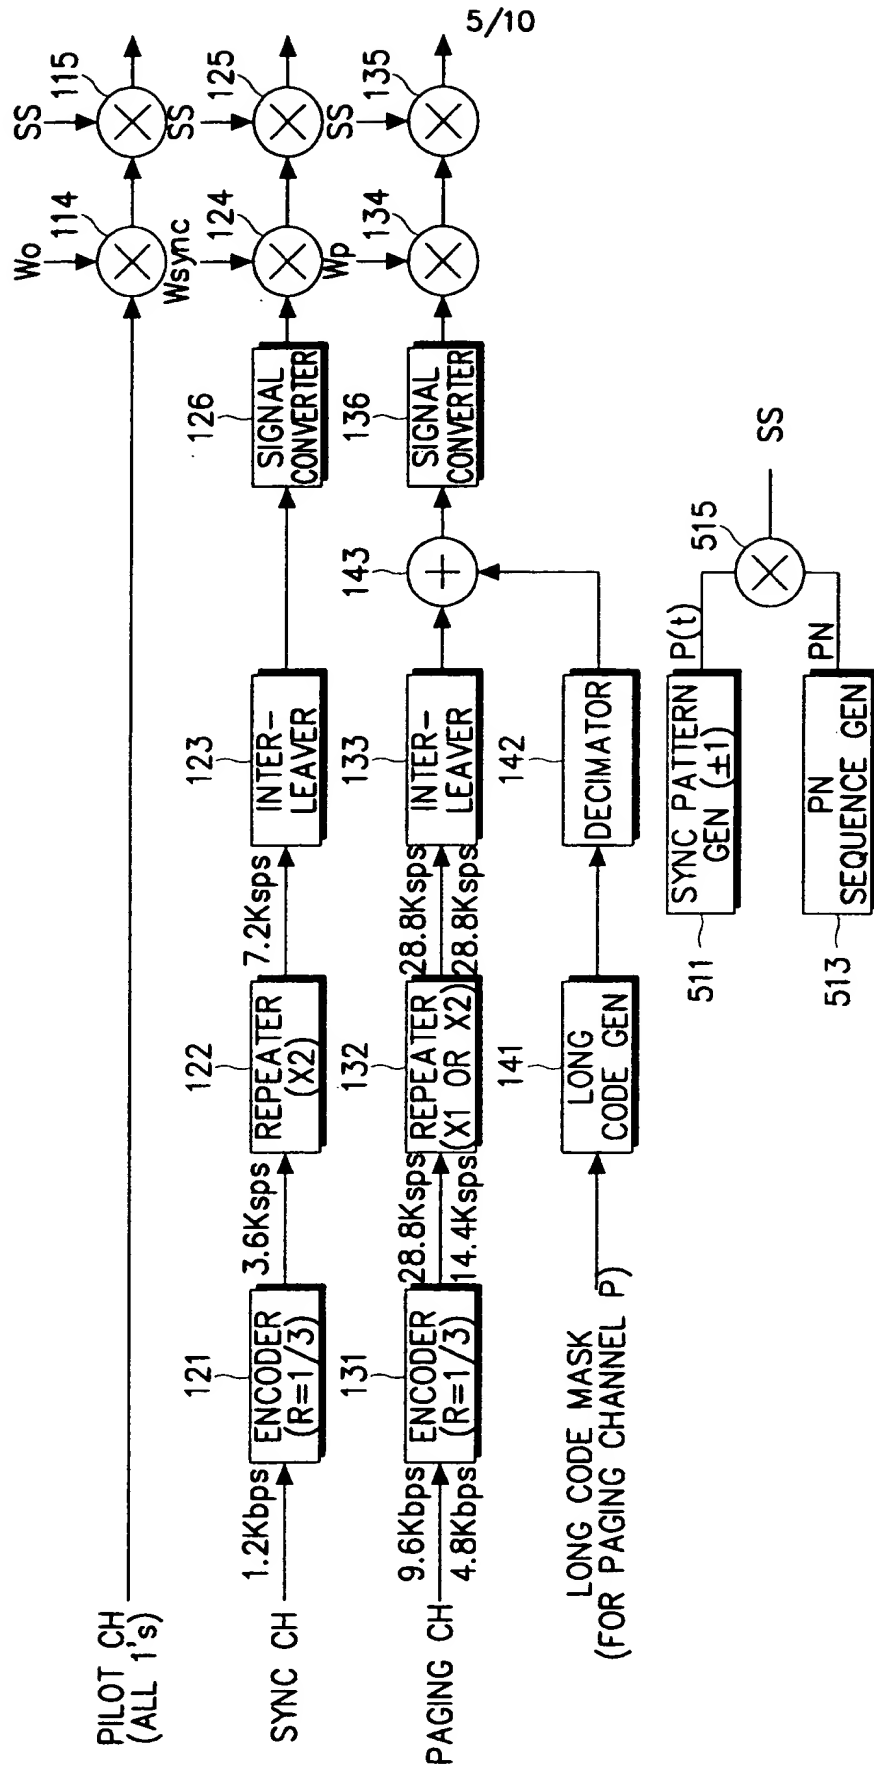 5/10
PILOT CH
(ALL 1's)
Wo
114
SS
115
SYNC CH
1.2Kbps
121
ENCODER
(R=1/3)
3.6Ksps
122
REPEATER
(X2)
7.2Ksps
123
INTER-
LEAVER
126
SIGNAL
CONVERTER
Wsync
124
SS
125
PAGING CH
9.6Kbps
4.8Kbps
131
ENCODER
(R=1/3)
28.8Ksps
14.4Ksps
132
REPEATER
(X1 OR X2)
28.8Ksps
28.8Ksps
133
INTER-
LEAVER
143
136
SIGNAL
CONVERTER
Wp
134
SS
135
LONG CODE MASK
(FOR PAGING CHANNEL P)
141
LONG
CODE GEN
142
DECIMATOR
511
SYNC PATTERN
GEN (±1)
P(t)
515
SS
513
PN
SEQUENCE GEN
PN